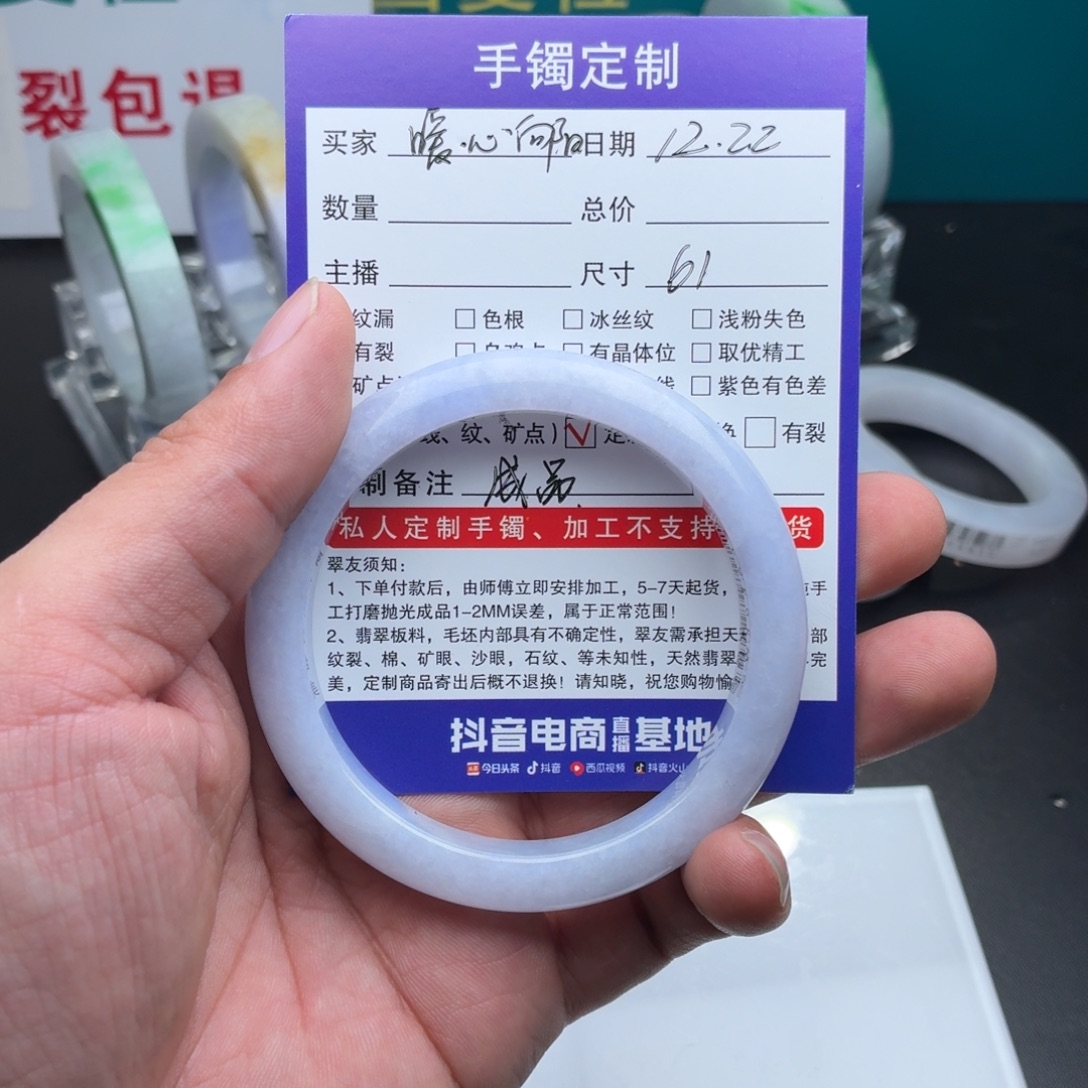 裂包退
手镯定制
买家 暖·心向阳 日期 12.22
数量 总价
主播 尺寸 61
纹漏 色根 冰丝纹 浅粉失色
有裂 有晶体位 取优精工
矿点 线 紫色有色差
线、纹、矿点) 有裂
制备注 成品
私人定制手镯、加工不支持 货
翠友须知:
1、下单付款后,由师傅立即安排加工,5-7天起货, 手
工打磨抛光成品1-2MM误差,属于正常范围!
2、翡翠板料,毛坯内部具有不确定性,翠友需承担天 部
纹裂、棉、矿眼、沙眼,石纹、等未知性,天然翡翠 完
美,定制商品寄出后概不退换!请知晓,祝您购物愉
抖音电商直播基地
今日头条 抖音 西瓜视频 抖音火山